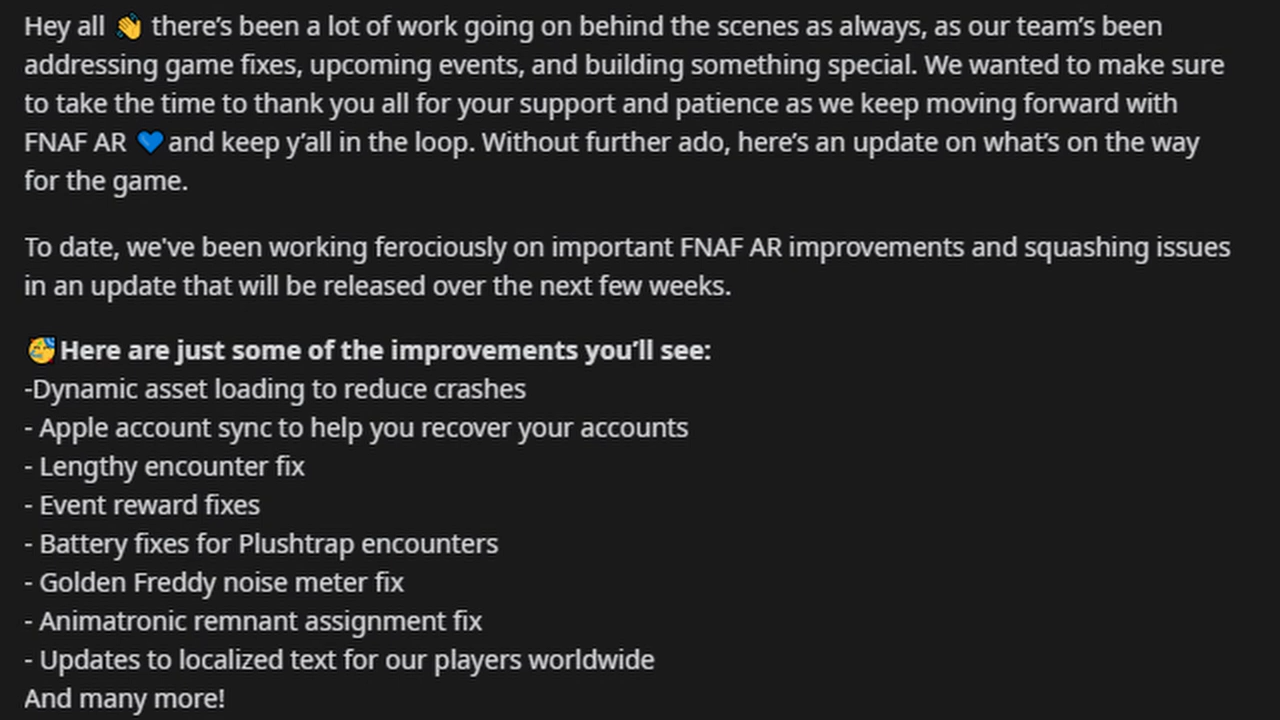 Hey all 👋 there’s been a lot of work going on behind the scenes as always, as our team’s been
addressing game fixes, upcoming events, and building something special. We wanted to make sure
to take the time to thank you all for your support and patience as we keep moving forward with
FNAF AR 💙 and keep y’all in the loop. Without further ado, here’s an update on what’s on the way
for the game.
To date, we've been working ferociously on important FNAF AR improvements and squashing issues
in an update that will be released over the next few weeks.
🥳Here are just some of the improvements you’ll see:
-Dynamic asset loading to reduce crashes
- Apple account sync to help you recover your accounts
- Lengthy encounter fix
- Event reward fixes
- Battery fixes for Plushtrap encounters
- Golden Freddy noise meter fix
- Animatronic remnant assignment fix
- Updates to localized text for our players worldwide
And many more!